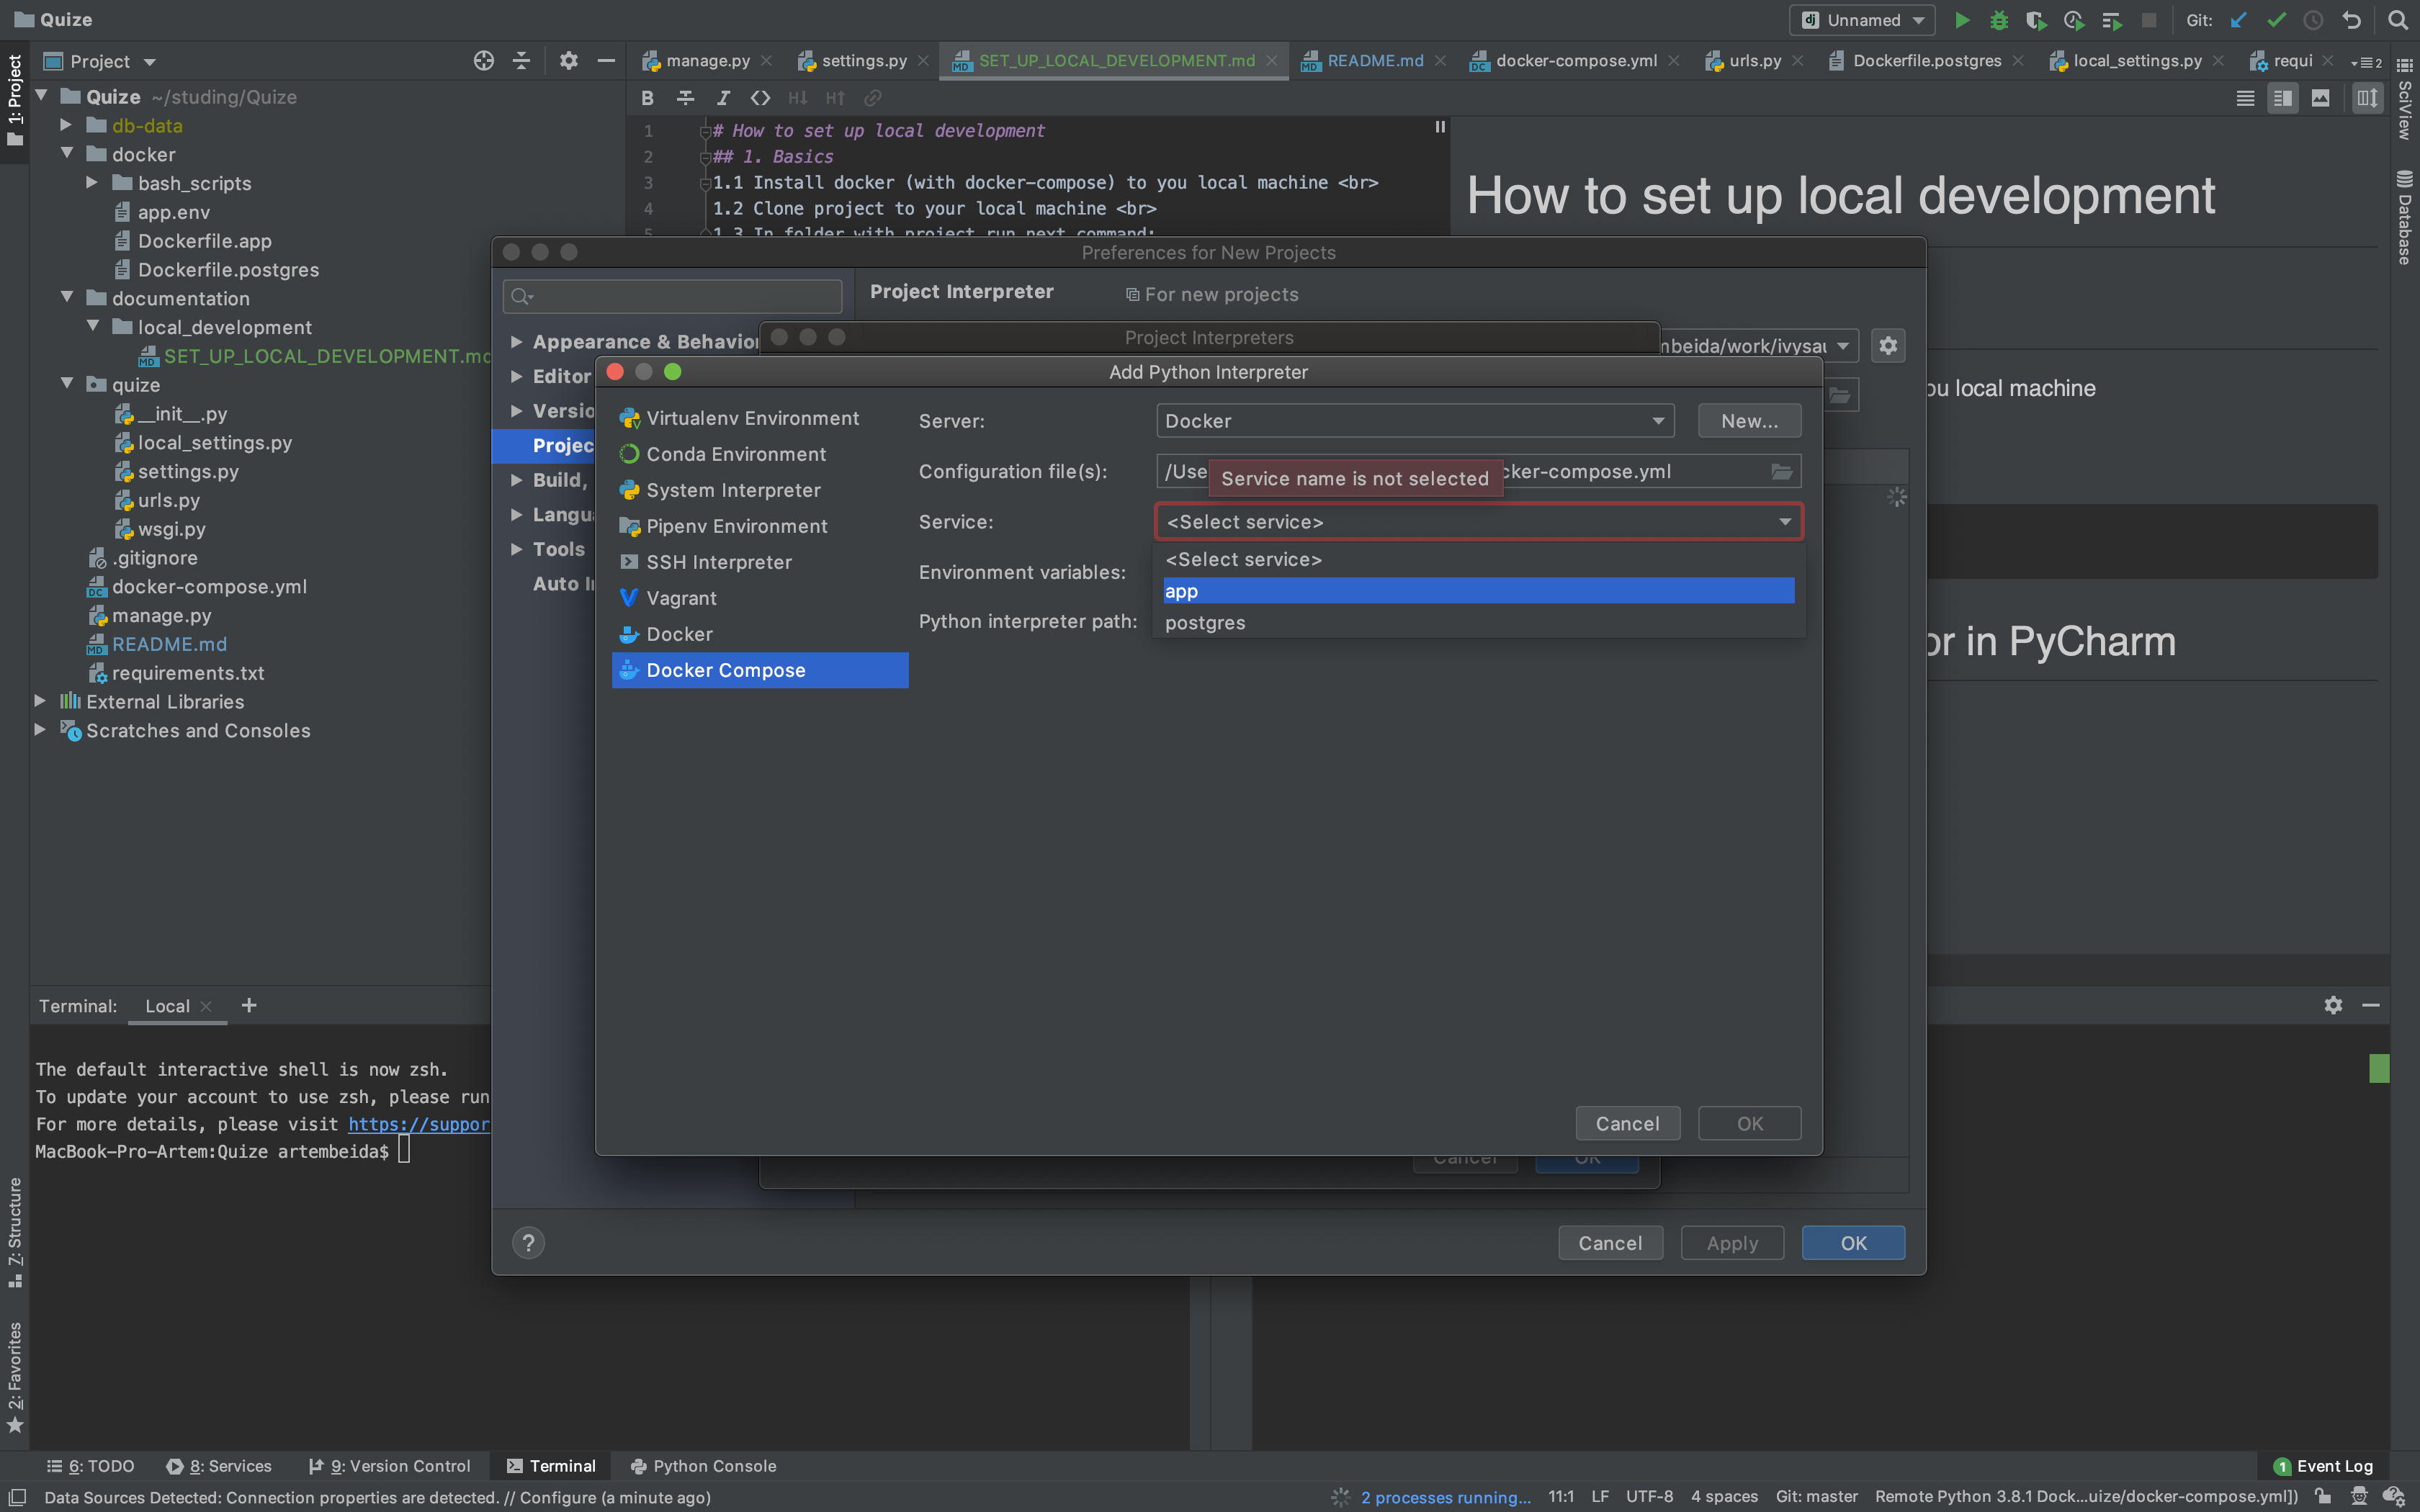 Quize
Unnamed
Git:
1: Project
Project
manage.py
settings.py
SET_UP_LOCAL_DEVELOPMENT.md
README.md
docker-compose.yml
urls.py
Dockerfile.postgres
local_settings.py
requi
2
SciView
Database
Quize ~/studing/Quize
db-data
docker
bash_scripts
app.env
Dockerfile.app
Dockerfile.postgres
documentation
local_development
SET_UP_LOCAL_DEVELOPMENT.md
quize
__init__.py
local_settings.py
settings.py
urls.py
wsgi.py
.gitignore
docker-compose.yml
manage.py
README.md
requirements.txt
External Libraries
Scratches and Consoles
1 # How to set up local development
2 ## 1. Basics
3 1.1 Install docker (with docker-compose) to you local machine <br>
4 1.2 Clone project to your local machine <br>
5 1.3 In folder with project run next command:
How to set up local development
ou local machine
or in PyCharm
Preferences for New Projects
Project Interpreter
For new projects
Appearance & Behavior
Editor
Versio
Projec
Build,
Langu
Tools
Auto I
mbeida/work/ivysau
Project Interpreters
Add Python Interpreter
Virtualenv Environment
Conda Environment
System Interpreter
Pipenv Environment
SSH Interpreter
Vagrant
Docker
Docker Compose
Server:
Docker
New...
Configuration file(s):
/Use
cker-compose.yml
Service name is not selected
Service:
<Select service>
<Select service>
app
postgres
Environment variables:
Python interpreter path:
Cancel
OK
Cancel
OK
?
Cancel
Apply
OK
Terminal:
Local
+
The default interactive shell is now zsh.
To update your account to use zsh, please run
For more details, please visit https://suppor
MacBook-Pro-Artem:Quize artembeida$
7: Structure
2: Favorites
6: TODO
8: Services
9: Version Control
Terminal
Python Console
1 Event Log
Data Sources Detected: Connection properties are detected. // Configure (a minute ago)
2 processes running...
11:1
LF
UTF-8
4 spaces
Git: master
Remote Python 3.8.1 Dock...uize/docker-compose.yml])